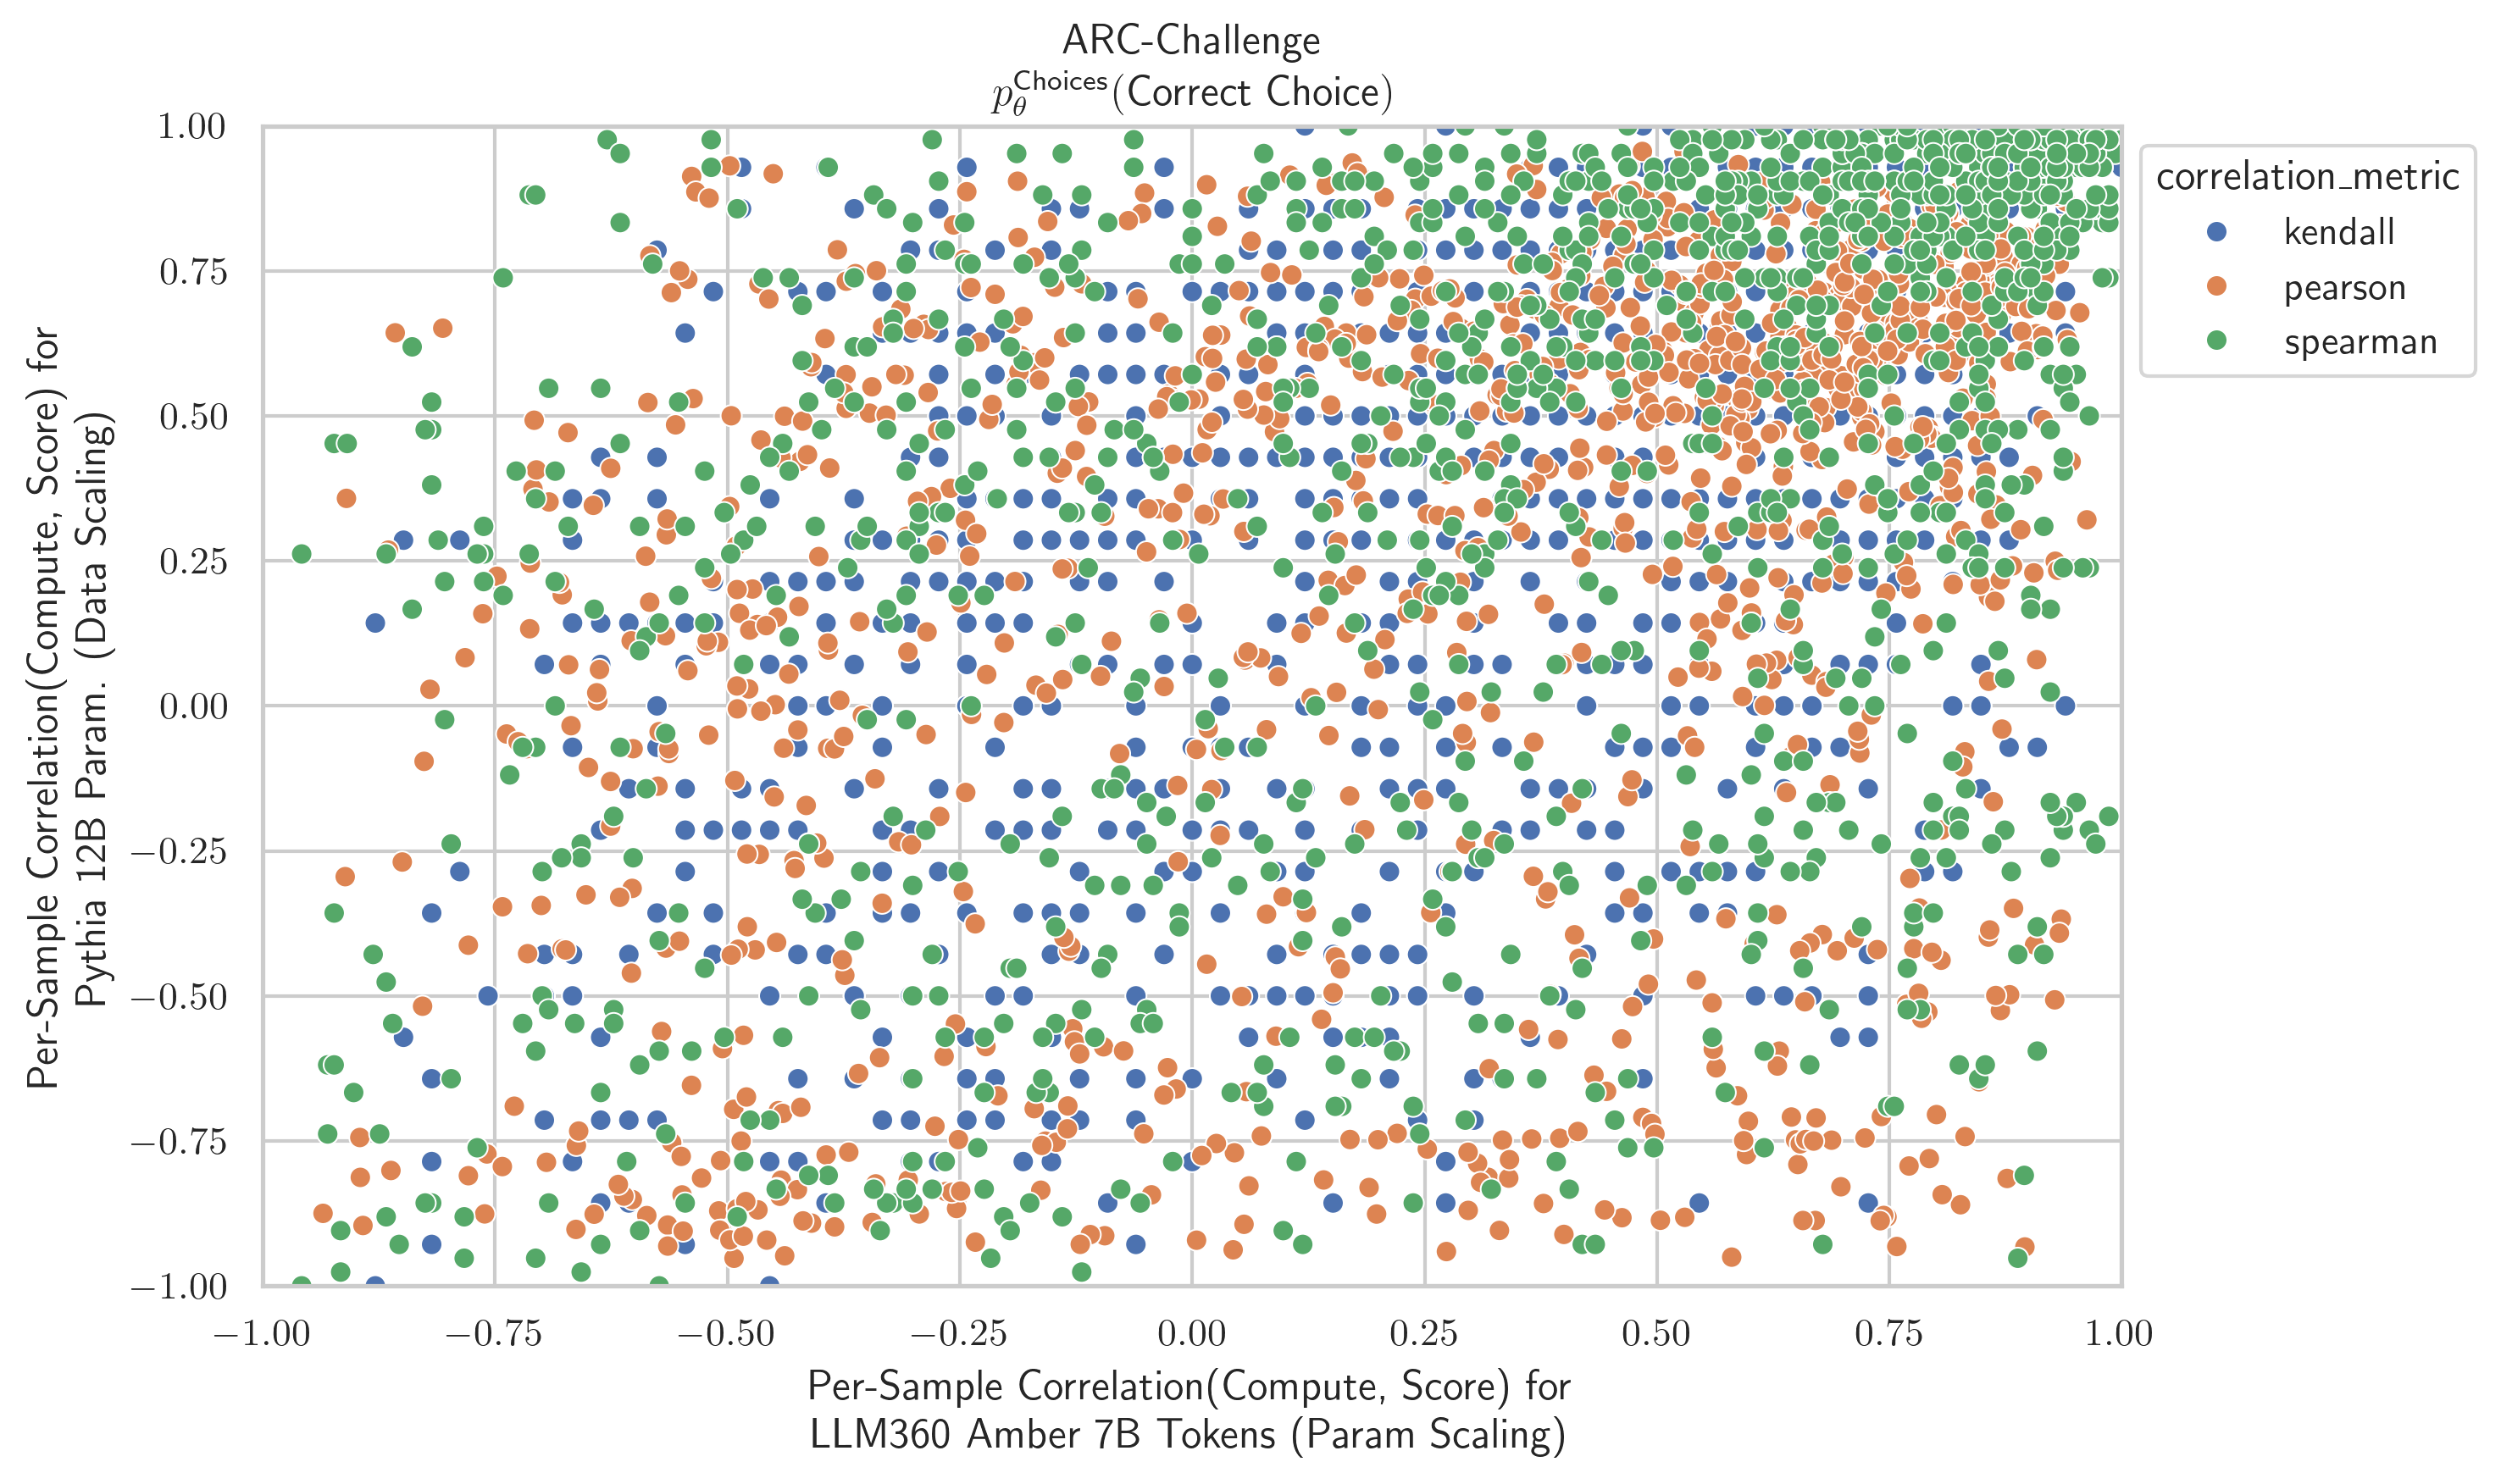 ARC-Challenge
p_θ^Choices(Correct Choice)
Per-Sample Correlation(Compute, Score) for
Pythia 12B Param. (Data Scaling)
1.00
0.75
0.50
0.25
0.00
−0.25
−0.50
−0.75
−1.00
−1.00 −0.75 −0.50 −0.25 0.00 0.25 0.50 0.75 1.00
Per-Sample Correlation(Compute, Score) for
LLM360 Amber 7B Tokens (Param Scaling)
correlation_metric
kendall
pearson
spearman